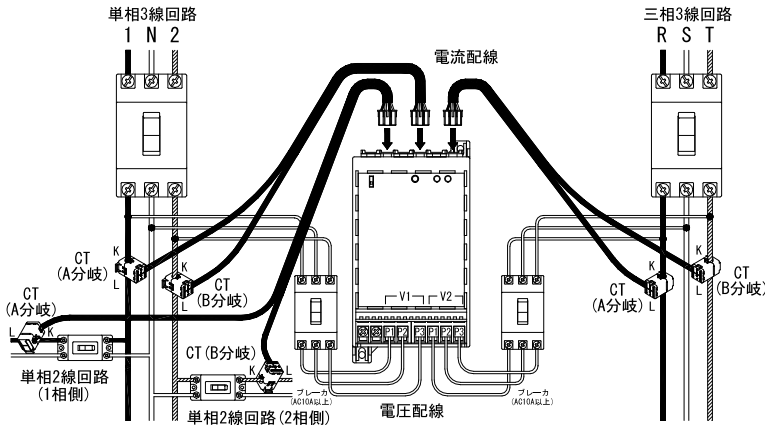 単相3線回路
1 N 2
三相3線回路
R S T
電流配線
K
CT
(A分岐)
L
K
CT
(B分岐)
L
CT
(A分岐)
L
K
単相2線回路
(1相側)
CT(B分岐)
K
L
単相2線回路(2相側)
V1
V2
P1
P2
P3
P1
P2
P3
ブレーカ
(AC10A以上)
電圧配線
ブレーカ
(AC10A以上)
K
CT
(A分岐)
L
K
CT
(B分岐)
L